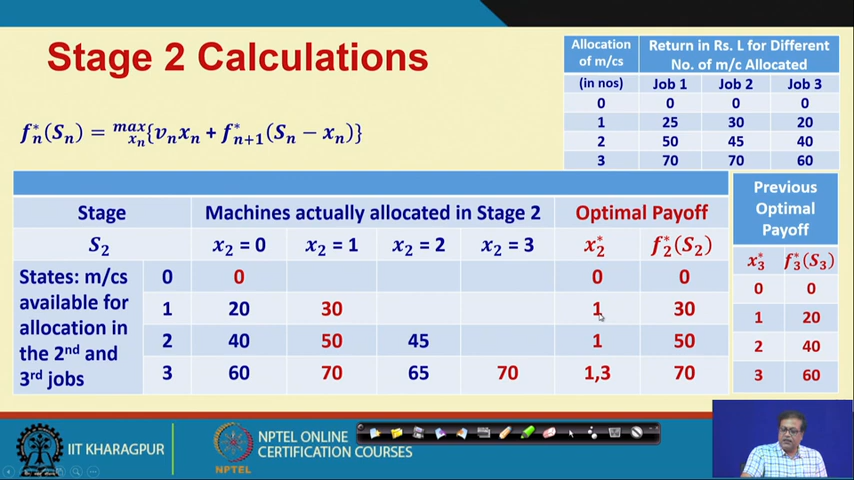 Stage 2 Calculations
Allocation of m/cs (in nos) | Return in Rs. L for Different No. of m/c Allocated
Job 1 | Job 2 | Job 3
0 | 0 | 0 | 0
1 | 25 | 30 | 20
2 | 50 | 45 | 40
3 | 70 | 70 | 60
f*n(Sn) = max xn {vnxn + f*n+1(Sn − xn)}
Stage | Machines actually allocated in Stage 2 | Optimal Payoff
S2 | x2 = 0 | x2 = 1 | x2 = 2 | x2 = 3 | x*2 | f*2(S2)
States: m/cs available for allocation in the 2nd and 3rd jobs
0 | 0 | 0 | 0
1 | 20 | 30 | 1 | 30
2 | 40 | 50 | 45 | 1 | 50
3 | 60 | 70 | 65 | 70 | 1,3 | 70
Previous Optimal Payoff
x*3 | f*3(S3)
0 | 0
1 | 20
2 | 40
3 | 60
IIT KHARAGPUR
NPTEL
NPTEL ONLINE
CERTIFICATION COURSES